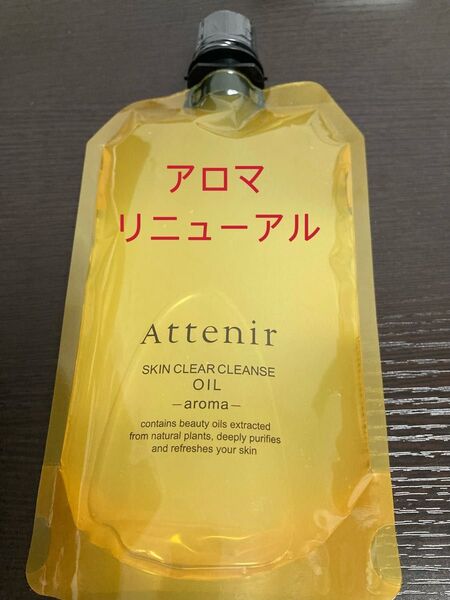 アロマ
リニューアル
Attenir
SKIN CLEAR CLEANSE
OIL
—aroma—
contains beauty oils extracted
from natural plants, deeply purifies
and refreshes your skin